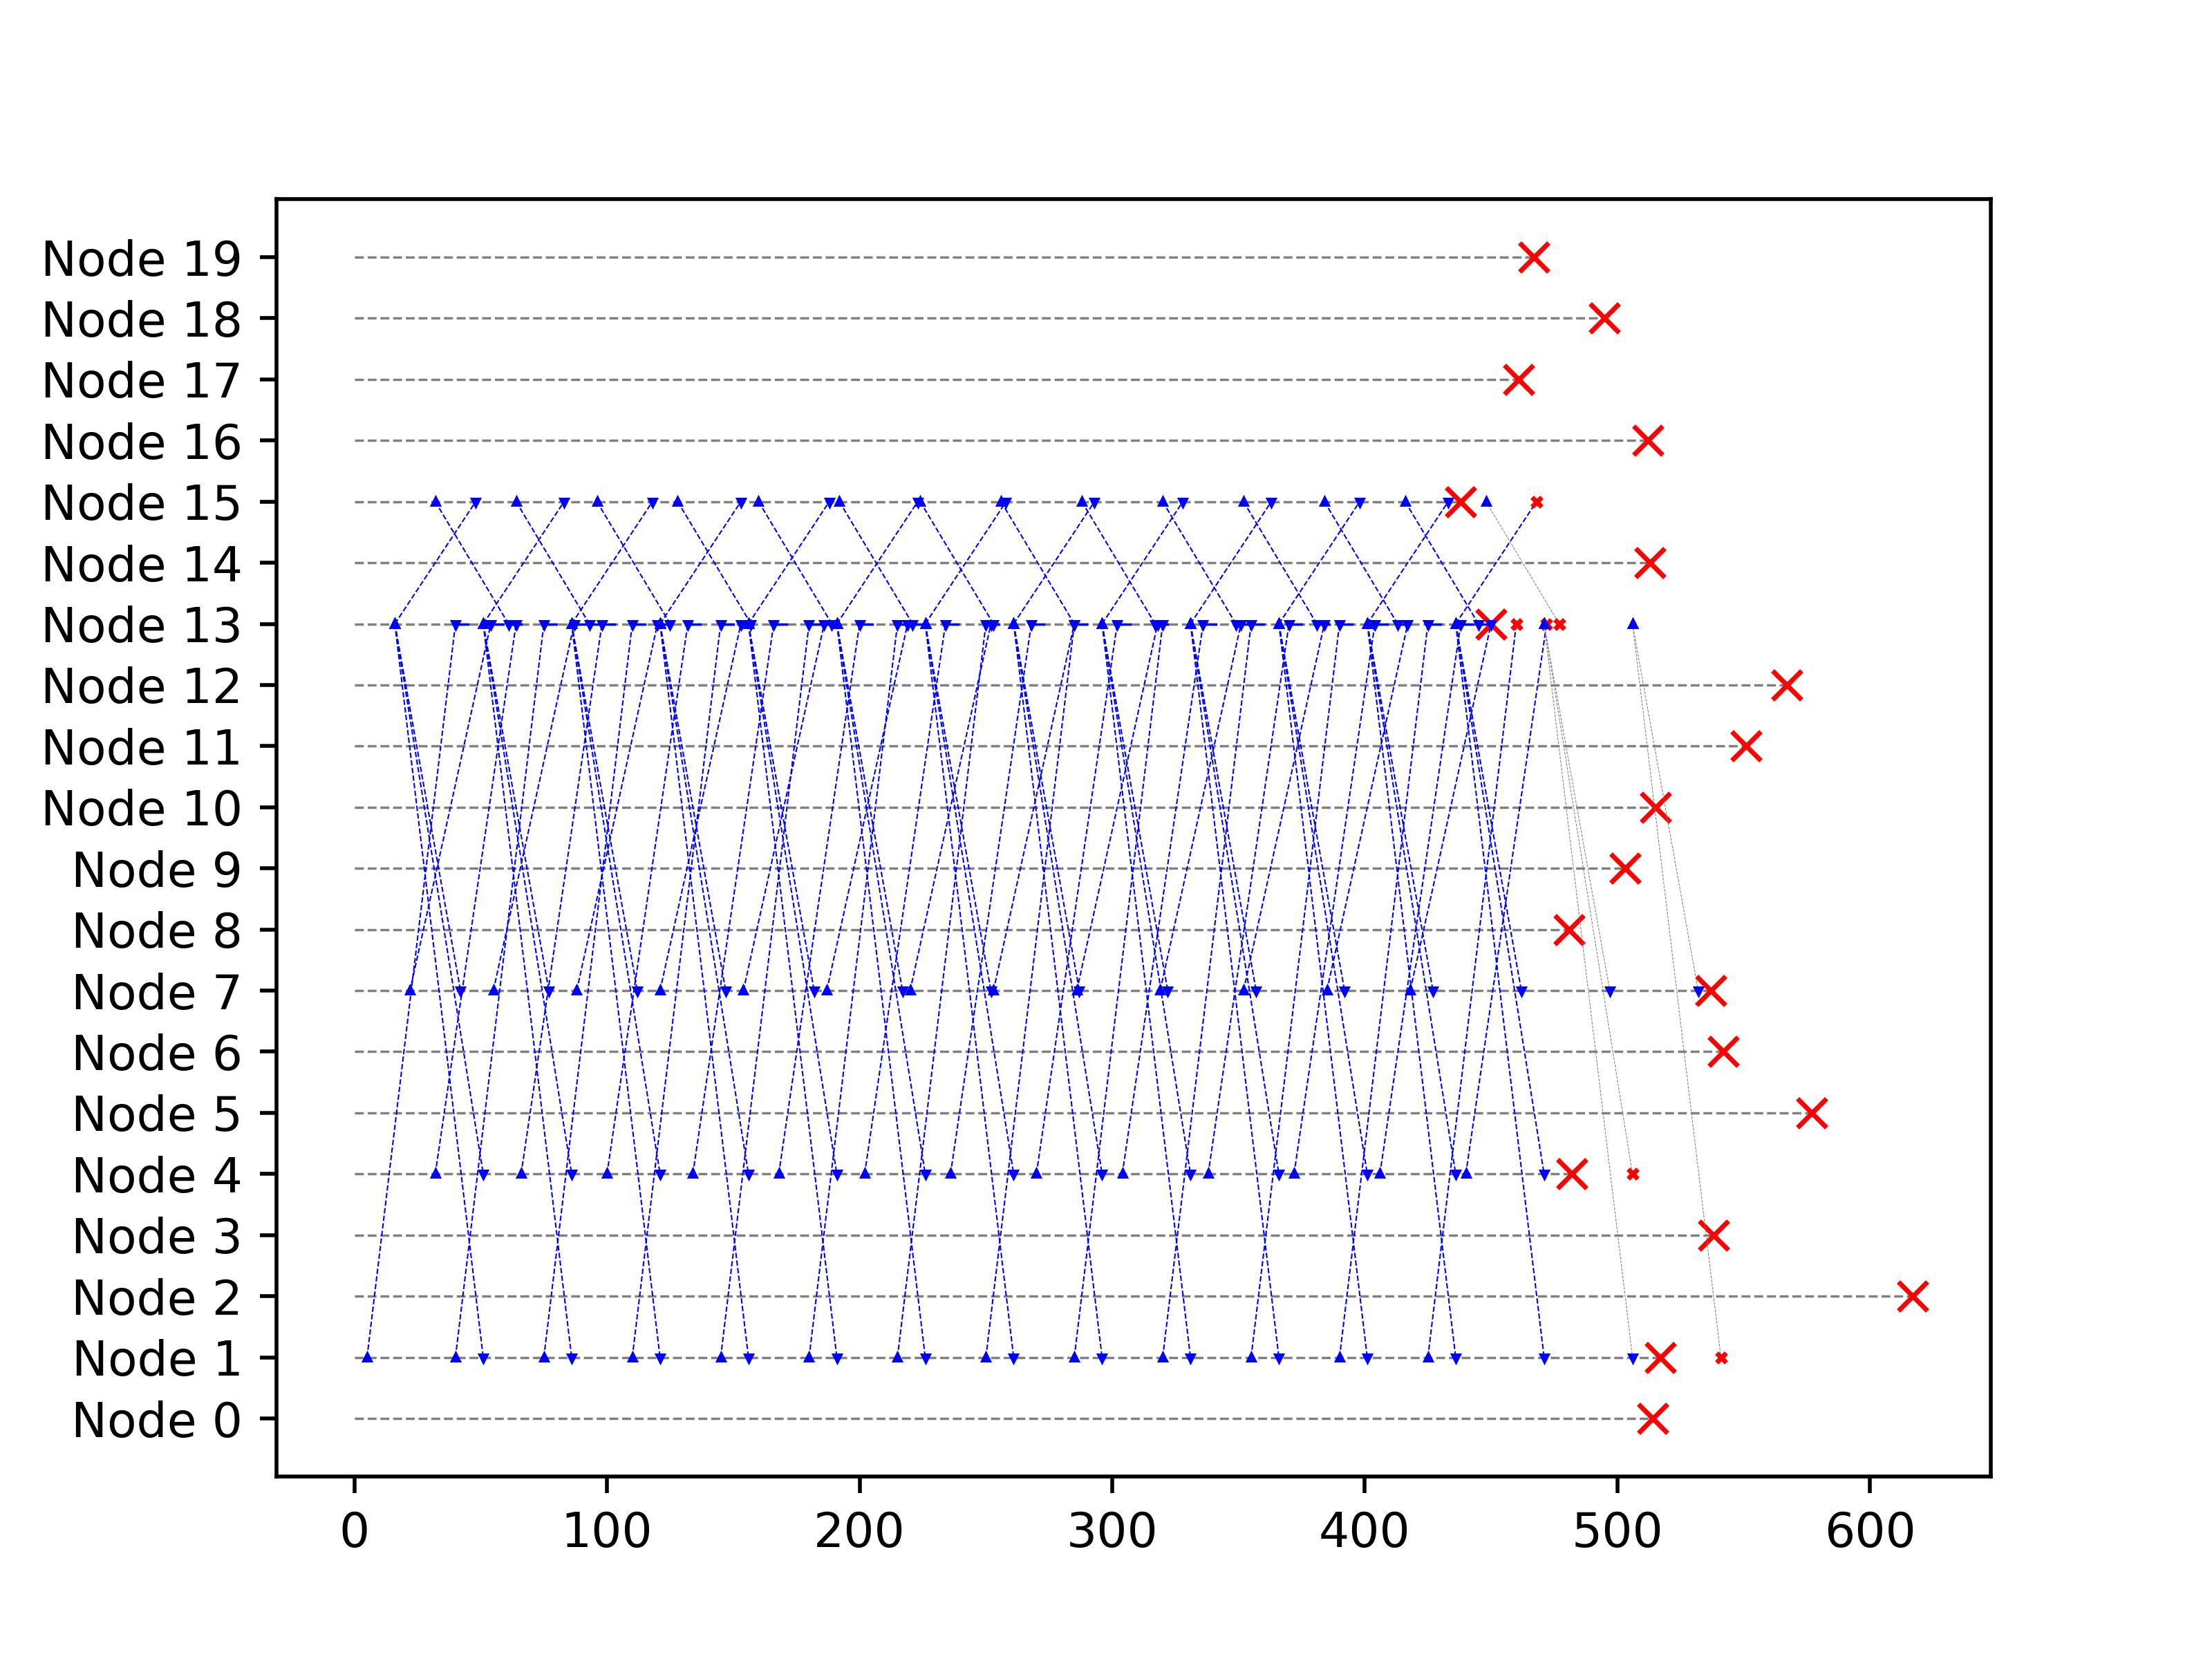 Node 19
Node 18
Node 17
Node 16
Node 15
Node 14
Node 13
Node 12
Node 11
Node 10
Node 9
Node 8
Node 7
Node 6
Node 5
Node 4
Node 3
Node 2
Node 1
Node 0
0 100 200 300 400 500 600